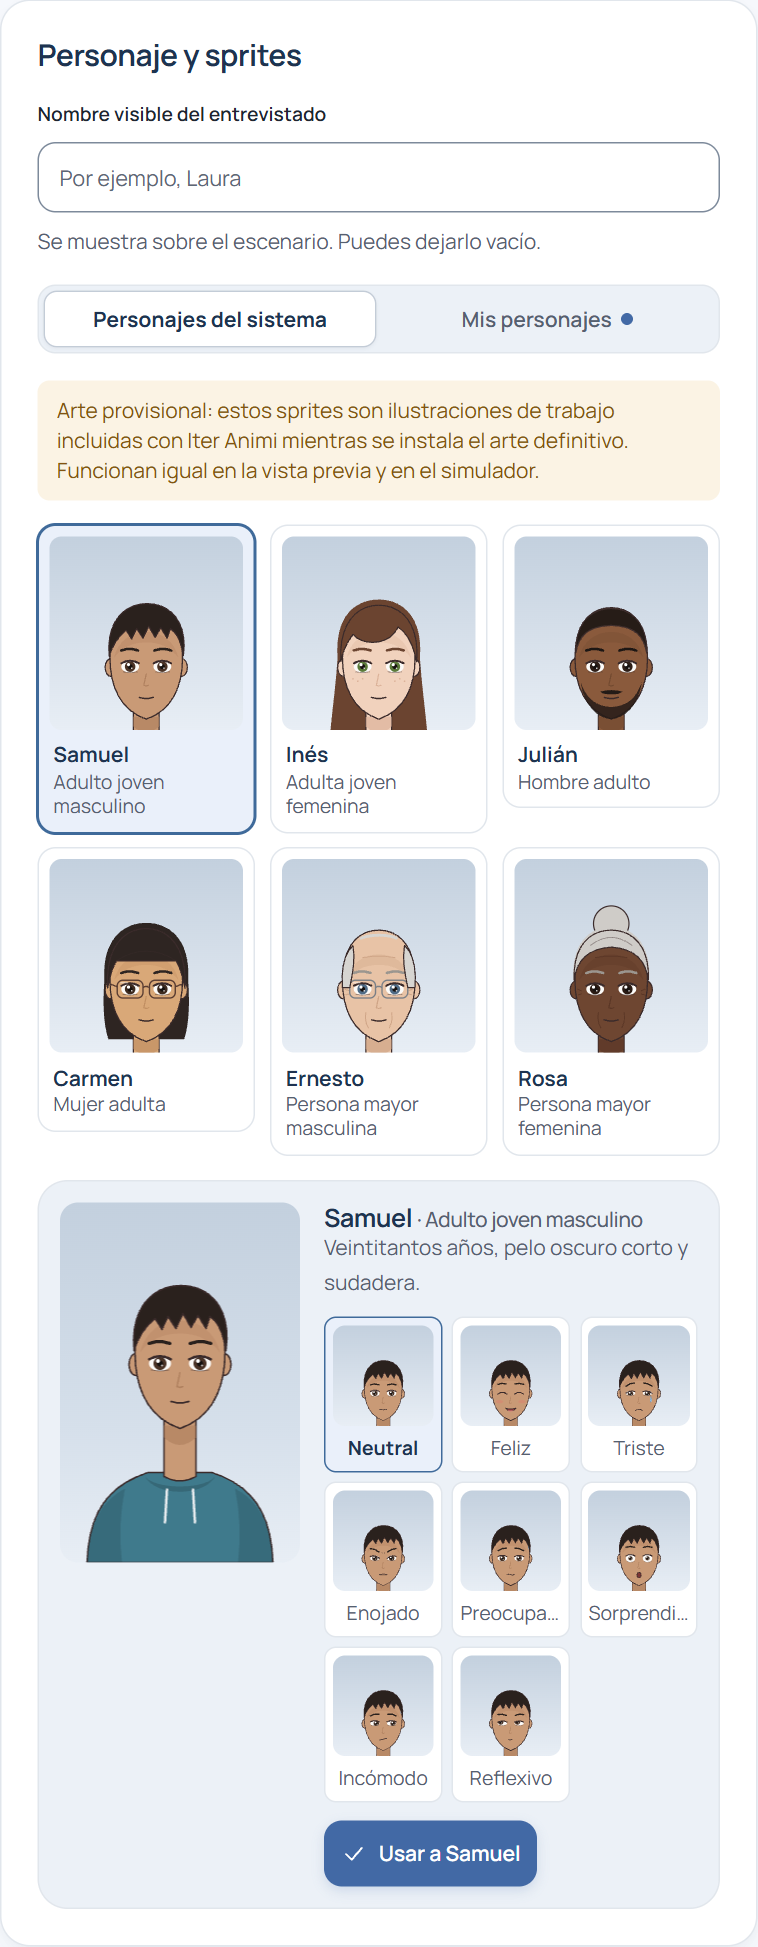 Personaje y sprites
Nombre visible del entrevistado
Por ejemplo, Laura
Se muestra sobre el escenario. Puedes dejarlo vacío.
Personajes del sistema
Mis personajes
Arte provisional: estos sprites son ilustraciones de trabajo
incluidas con Iter Animi mientras se instala el arte definitivo.
Funcionan igual en la vista previa y en el simulador.
Samuel
Adulto joven
masculino
Inés
Adulta joven
femenina
Julián
Hombre adulto
Carmen
Mujer adulta
Ernesto
Persona mayor
masculina
Rosa
Persona mayor
femenina
Samuel · Adulto joven masculino
Veintitantos años, pelo oscuro corto y
sudadera.
Neutral
Feliz
Triste
Enojado
Preocupa...
Sorprendi...
Incómodo
Reflexivo
Usar a Samuel